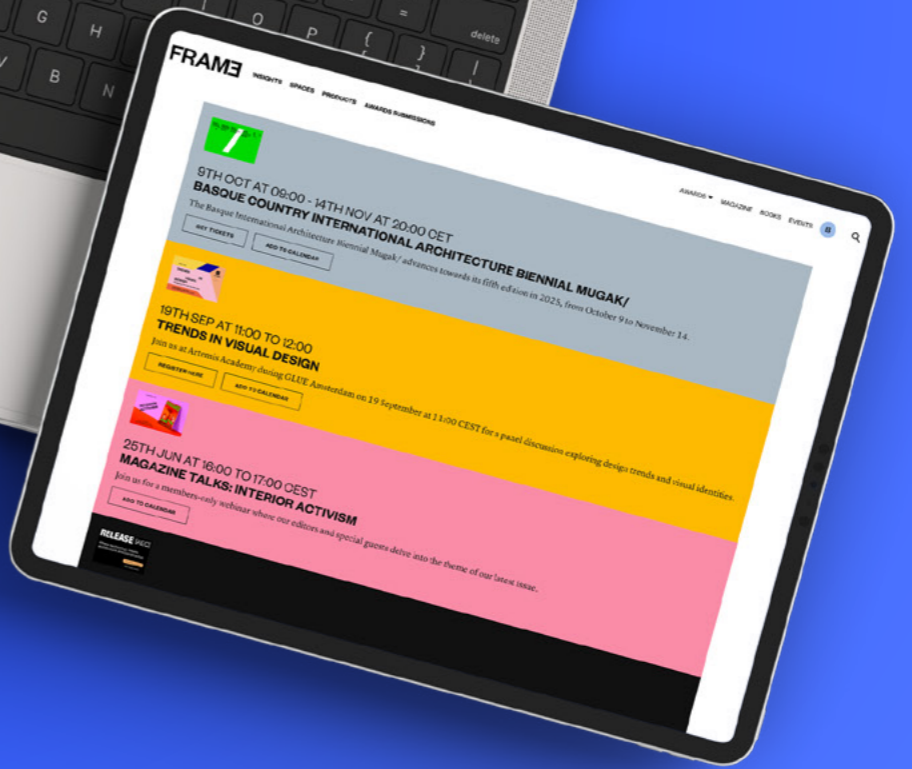 G H
O P { }
=
delete
V B N
FRAME
INSIGHTS SPACES PRODUCTS AWARDS SUBMISSIONS
AWARDS MAGAZINE BOOKS EVENTS B
9TH OCT AT 09:00 - 14TH NOV AT 20:00 CET
BASQUE COUNTRY INTERNATIONAL ARCHITECTURE BIENNIAL MUGAK/
The Basque International Architecture Biennial Mugak/ advances towards its fifth edition in 2025, from October 9 to November 14.
BUY TICKETS ADD TO CALENDAR
19TH SEP AT 11:00 TO 12:00
TRENDS IN VISUAL DESIGN
Join us at Artemis Academy during GLUE Amsterdam on 19 September at 11:00 CEST for a panel discussion exploring design trends and visual identities.
REGISTER HERE ADD TO CALENDAR
25TH JUN AT 16:00 TO 17:00 CEST
MAGAZINE TALKS: INTERIOR ACTIVISM
Join us for a members-only webinar where our editors and special guests delve into the theme of our latest issue.
ADD TO CALENDAR
RELEASE